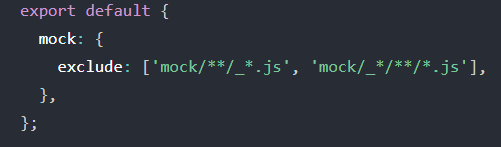 export default {
  mock: {
    exclude: ['mock/**/_*.js', 'mock/_*/**/*.js'],
  },
};